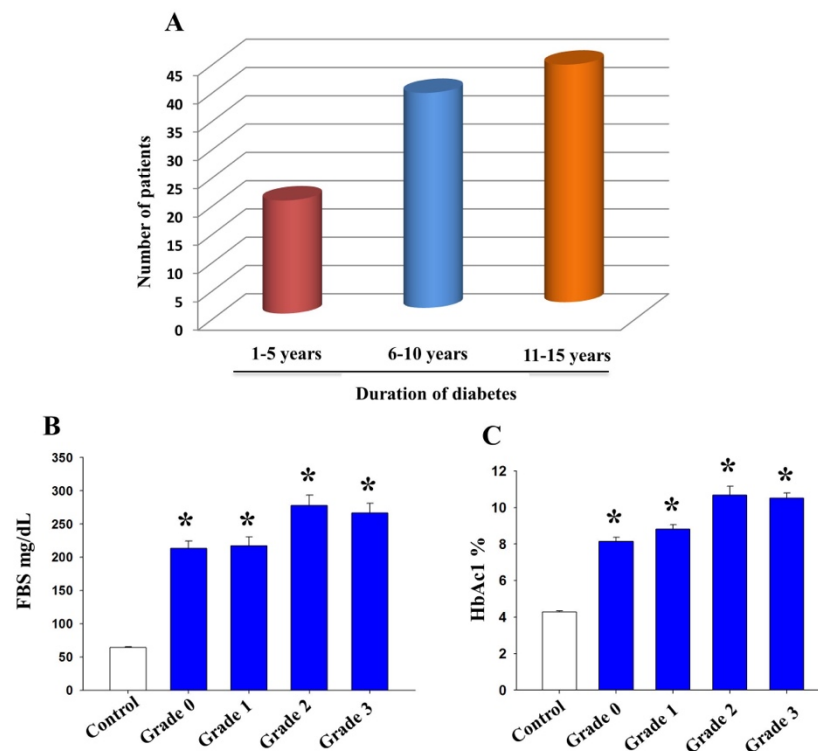 A
45
40
35
30
25
20
15
10
5
0
Number of patients
1-5 years 6-10 years 11-15 years
Duration of diabetes
B
350
300
250
200
150
100
50
0
FBS mg/dL
* * * *
Control Grade 0 Grade 1 Grade 2 Grade 3
C
12
10
8
6
4
2
0
HbAc1 %
* * * *
Control Grade 0 Grade 1 Grade 2 Grade 3